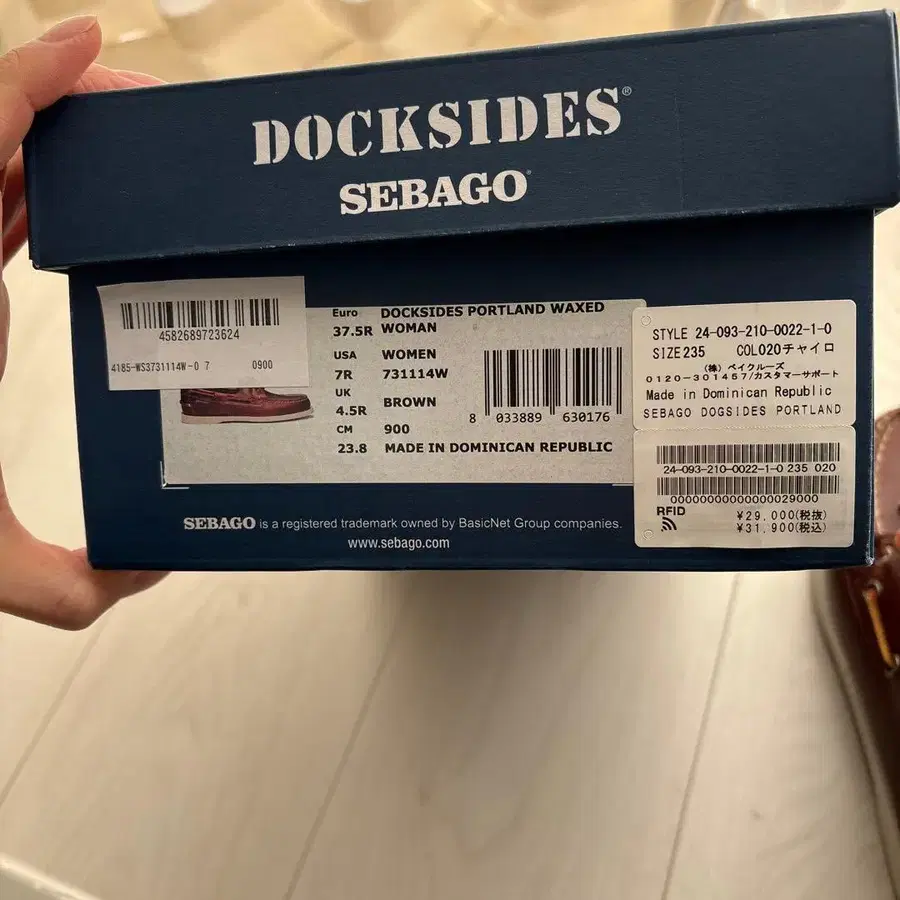 DOCKSIDES®
SEBAGO®
4582689723624
4185-WS3731114W-0 7 0900
Euro DOCKSIDES PORTLAND WAXED
37.5R WOMAN
USA WOMEN
7R 731114W
UK
4.5R BROWN
CM 900
23.8 MADE IN DOMINICAN REPUBLIC
8 033889 630176
STYLE 24-093-210-0022-1-0
SIZE235 COL020チャイロ
(株) ベイクルーズ
0120-301457/カスタマーサポート
Made in Dominican Republic
SEBAGO DOGSIDES PORTLAND
24-093-210-0022-1-0 235 020
00000000000000029000
RFID
¥29,000(税抜)
¥31,900(税込)
SEBAGO is a registered trademark owned by BasicNet Group companies.
www.sebago.com